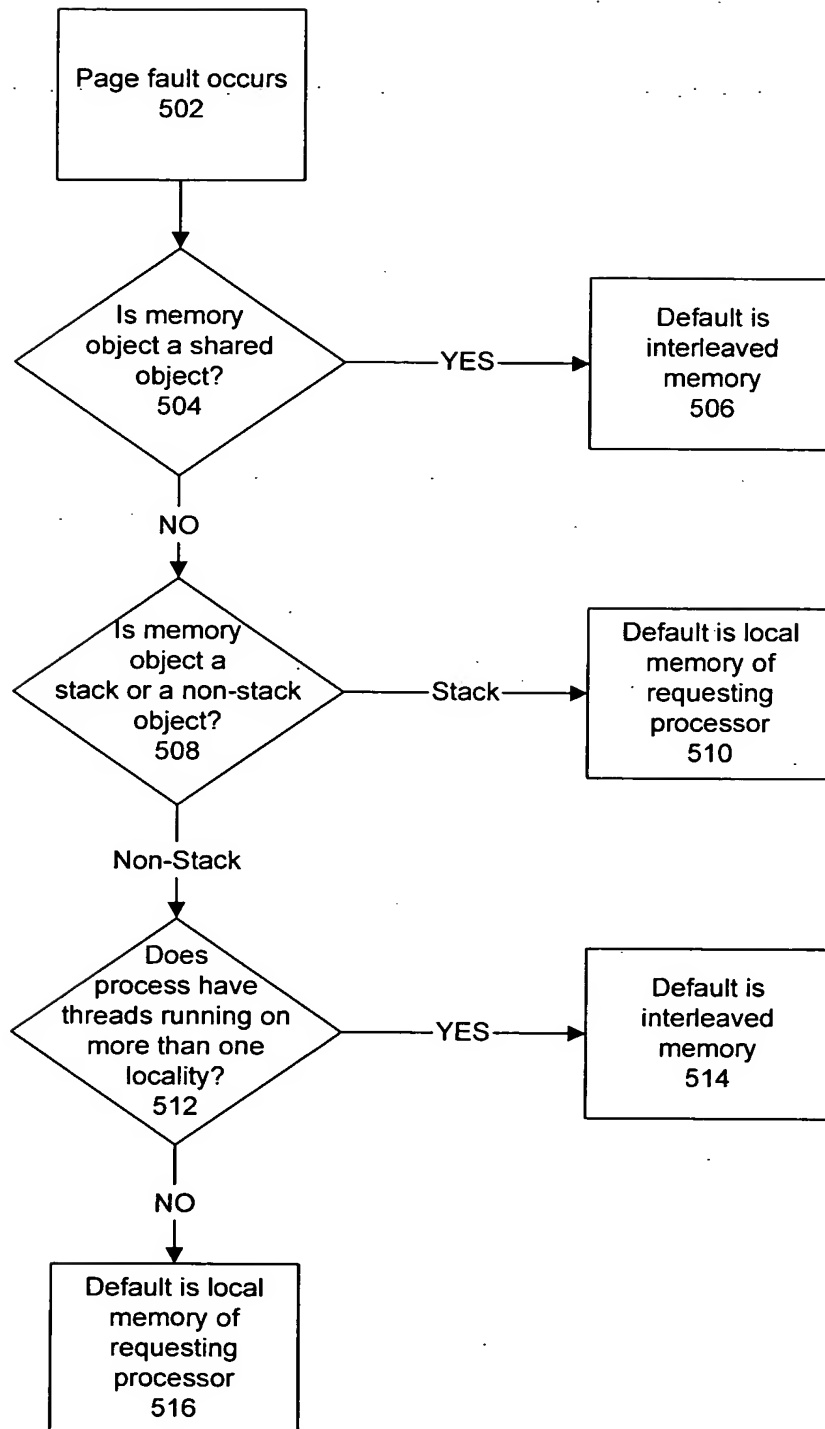 Page fault occurs
502
Is memory
object a shared
object?
504
YES
Default is
interleaved
memory
506
NO
Is memory
object a
stack or a non-stack
object?
508
Stack
Default is local
memory of
requesting
processor
510
Non-Stack
Does
process have
threads running on
more than one
locality?
512
YES
Default is
interleaved
memory
514
NO
Default is local
memory of
requesting
processor
516